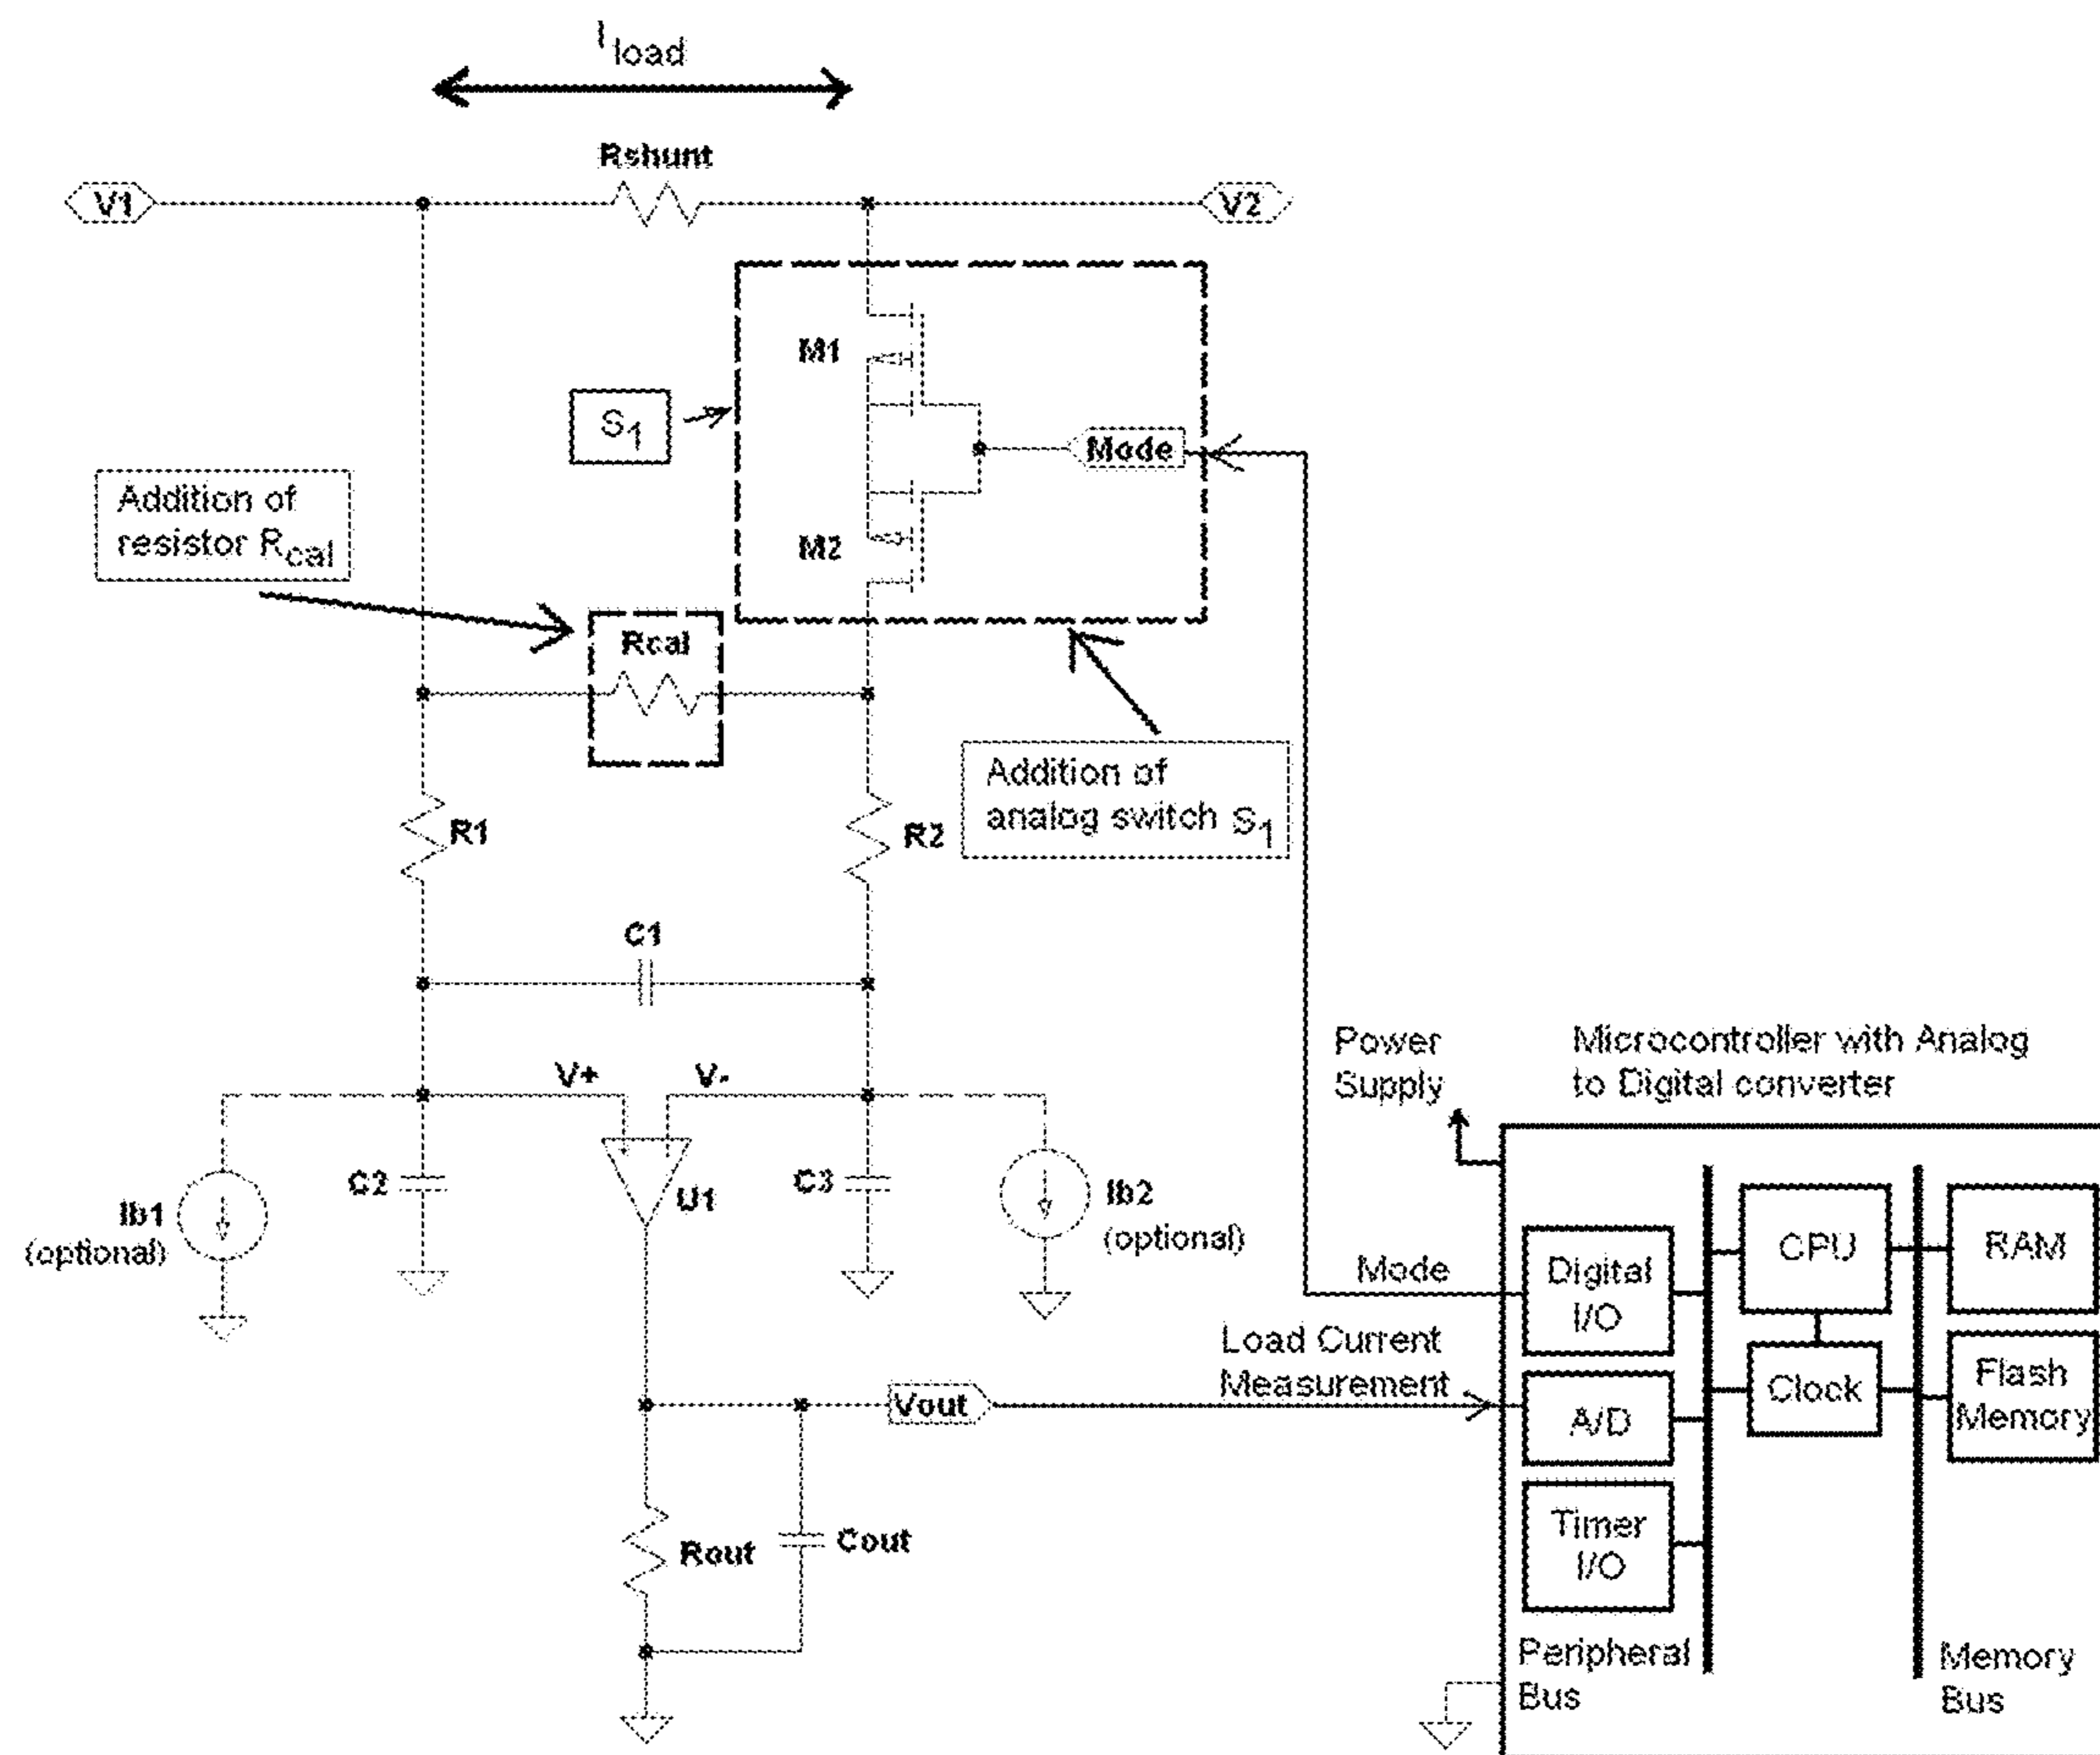 I load
Rshunt
V1
V2
M1
S1
Mode
Addition of
resistor Rcal
M2
Rcal
Addition of
analog switch S1
R1
R2
C1
Power
Supply
Microcontroller with Analog
to Digital converter
V+
V-
Ib1
(optional)
C2
U1
C3
Ib2
(optional)
Mode
Digital
I/O
CPU
RAM
Load Current
Measurement
Vout
A/D
Clock
Flash
Memory
Rout
Cout
Timer
I/O
Peripheral
Bus
Memory
Bus